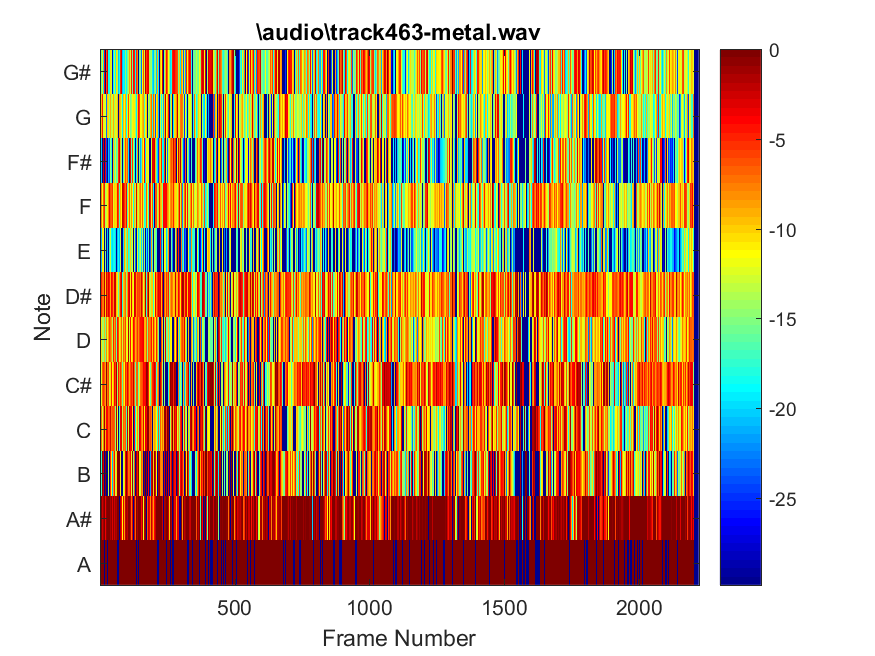 \audio\track463-metal.wav
G#
G
F#
F
E
D#
D
C#
C
B
A#
A
Note
500
1000
1500
2000
Frame Number
0
-5
-10
-15
-20
-25